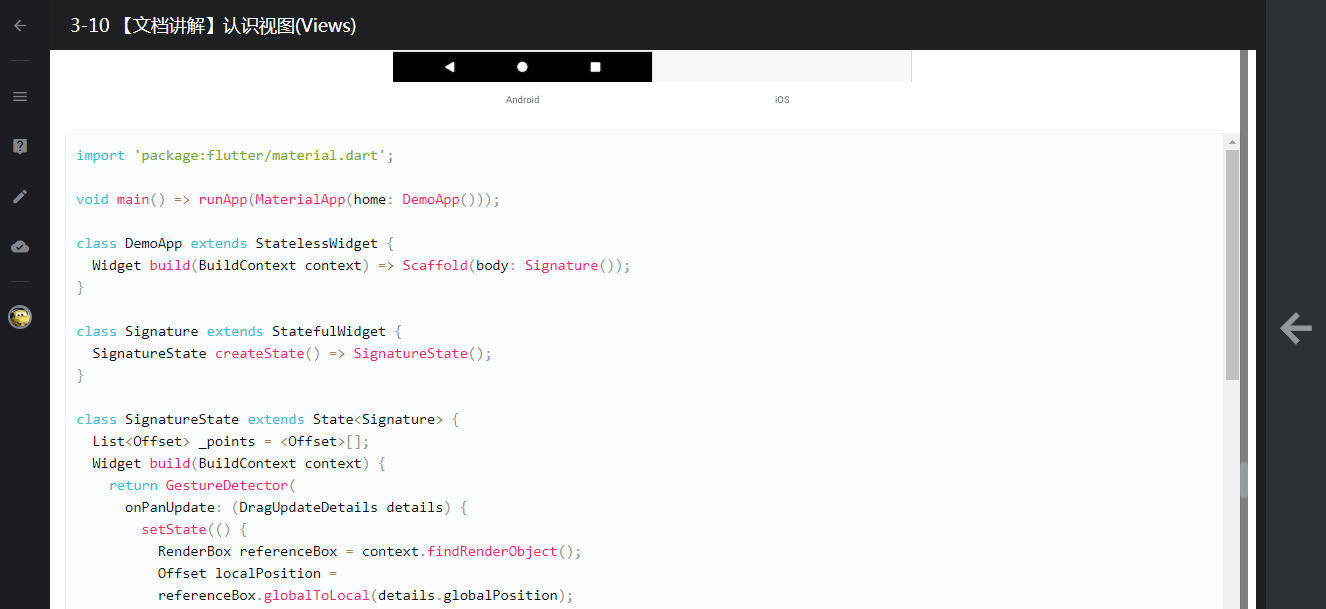 3-10 【文档讲解】认识视图(Views)
Android
iOS
import 'package:flutter/material.dart';
void main() => runApp(MaterialApp(home: DemoApp()));
class DemoApp extends StatelessWidget {
  Widget build(BuildContext context) => Scaffold(body: Signature());
}
class Signature extends StatefulWidget {
  SignatureState createState() => SignatureState();
}
class SignatureState extends State<Signature> {
  List<Offset> _points = <Offset>[];
  Widget build(BuildContext context) {
    return GestureDetector(
      onPanUpdate: (DragUpdateDetails details) {
        setState(() {
          RenderBox referenceBox = context.findRenderObject();
          Offset localPosition =
          referenceBox.globalToLocal(details.globalPosition);